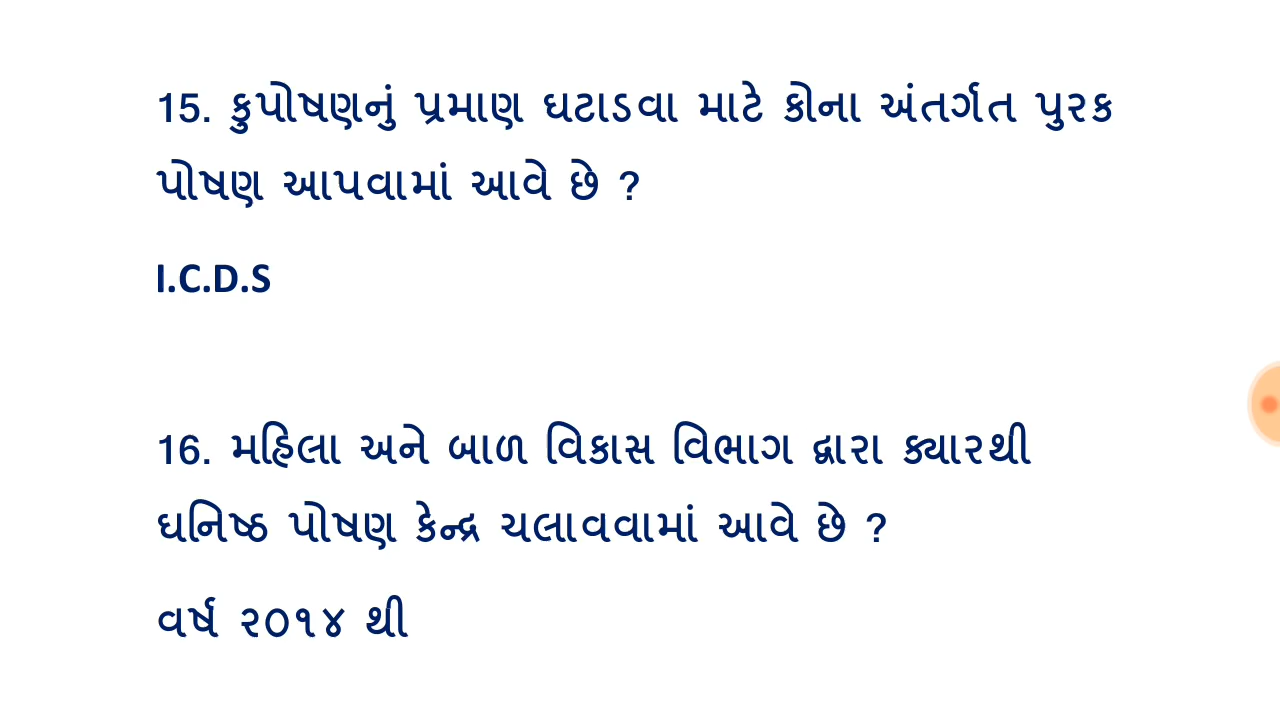 15. કુપોષણનું પ્રમાણ ઘટાડવા માટે કોના અંતર્ગત પુરક
પોષણ આપવામાં આવે છે ?
I.C.D.S
16. મહિલા અને બાળ વિકાસ વિભાગ દ્વારા ક્યારથી
ઘનિષ્ઠ પોષણ કેન્દ્ર ચલાવવામાં આવે છે ?
વર્ષ ૨૦૧૪ થી